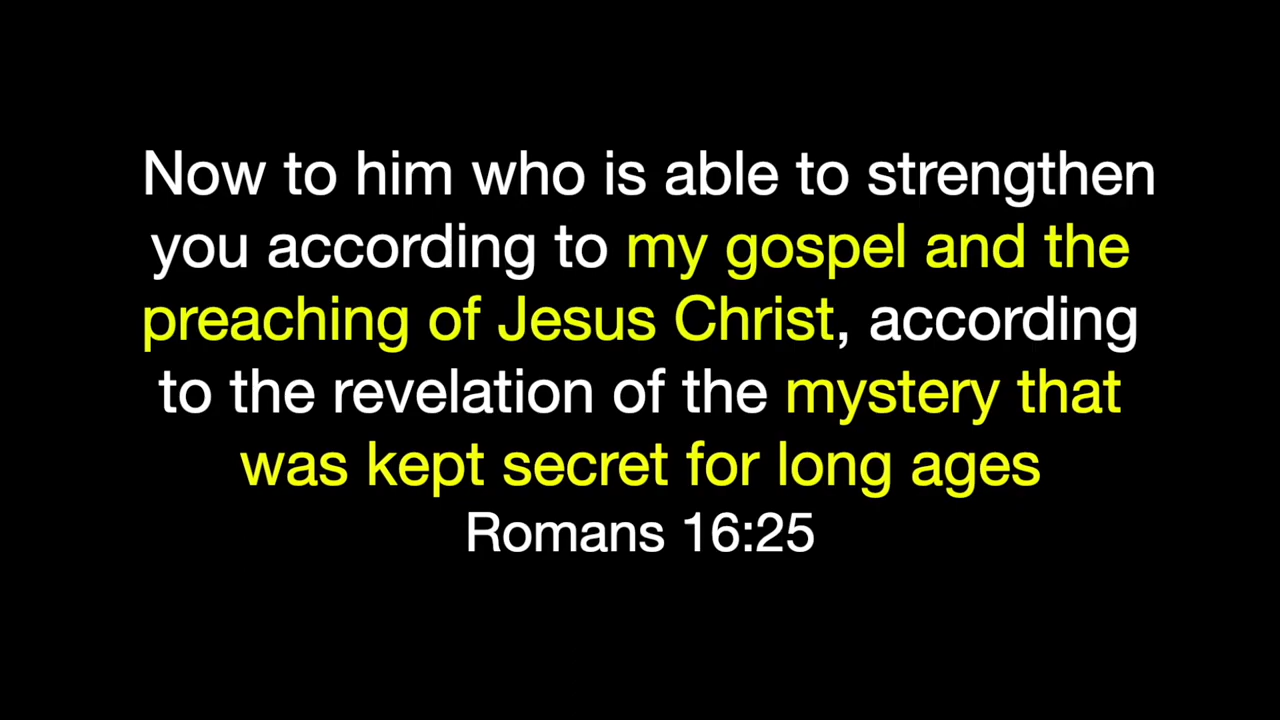 Now to him who is able to strengthen
you according to my gospel and the
preaching of Jesus Christ, according
to the revelation of the mystery that
was kept secret for long ages
Romans 16:25